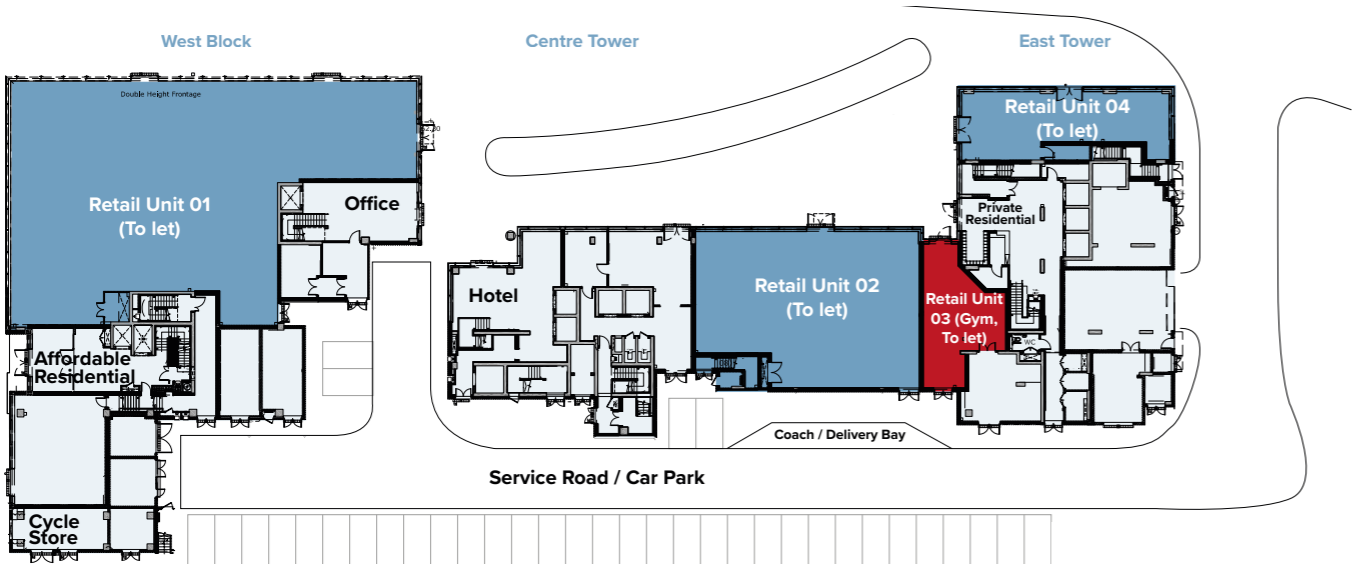 West Block
Centre Tower
East Tower
Double Height Frontage
Retail Unit 04
(To let)
Retail Unit 01
(To let)
Office
Private
Residential
Hotel
Retail Unit 02
(To let)
Retail Unit
03 (Gym,
To let)
WC
Affordable
Residential
Coach / Delivery Bay
Service Road / Car Park
Cycle
Store